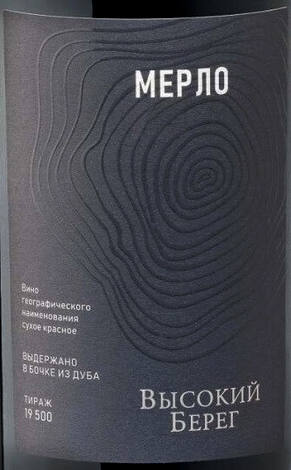 МЕРЛО
Вино
географического
наименования
сухое красное
ВЫДЕРЖАНО
В БОЧКЕ ИЗ ДУБА
ТИРАЖ
19 500
ВЫСОКИЙ
БЕРЕГ